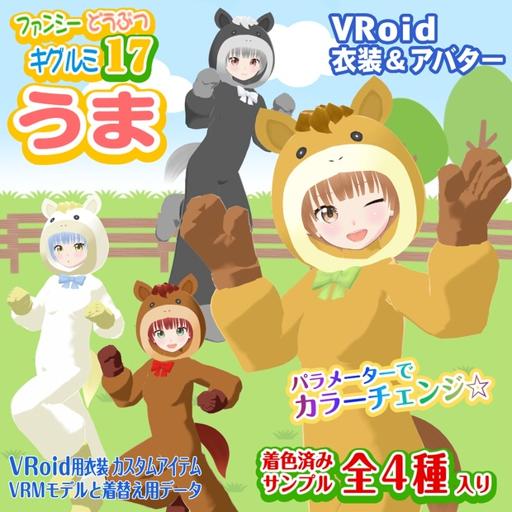 ファンシーどうぶつ
キグルミ17
うま
VRoid
衣装&アバター
パラメーターで
カラーチェンジ☆
VRoid用衣装 カスタムアイテム
VRMモデルと着替え用データ
着色済み
サンプル 全4種入り